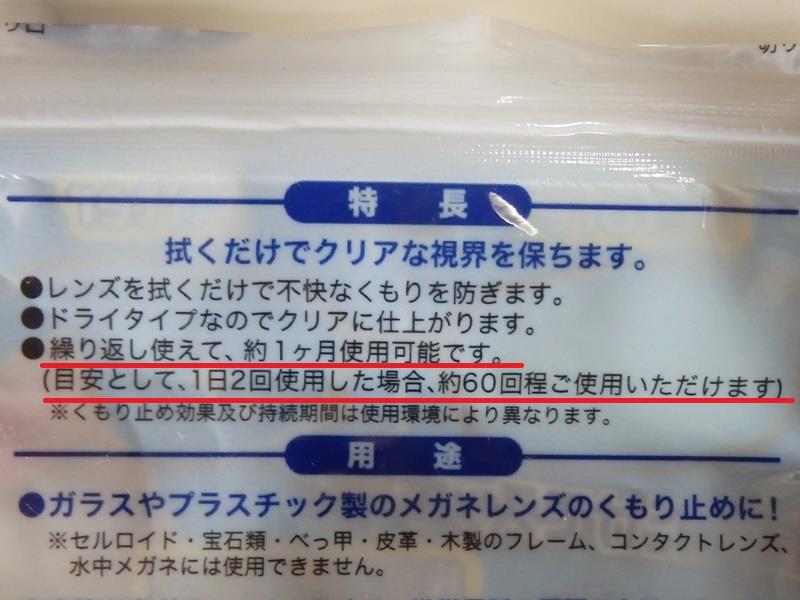 特長
拭くだけでクリアな視界を保ちます。
●レンズを拭くだけで不快なくもりを防ぎます。
●ドライタイプなのでクリアに仕上がります。
●繰り返し使えて、約1ヶ月使用可能です。
(目安として、1日2回使用した場合、約60回程ご使用いただけます)
※くもり止め効果及び持続期間は使用環境により異なります。
用途
●ガラスやプラスチック製のメガネレンズのくもり止めに!
※セルロイド・宝石類・べっ甲・皮革・木製のフレーム、コンタクトレンズ、
水中メガネには使用できません。